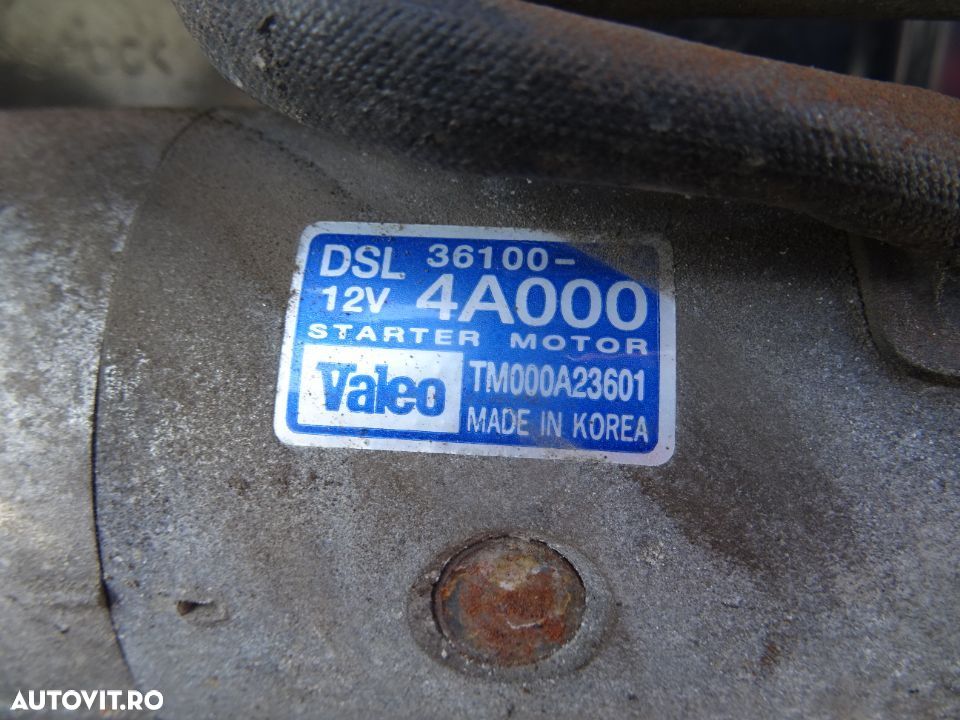 DSL 36100-
12V 4A000
STARTER MOTOR
Valeo TM000A23601
MADE IN KOREA
AUTOVIT.RO